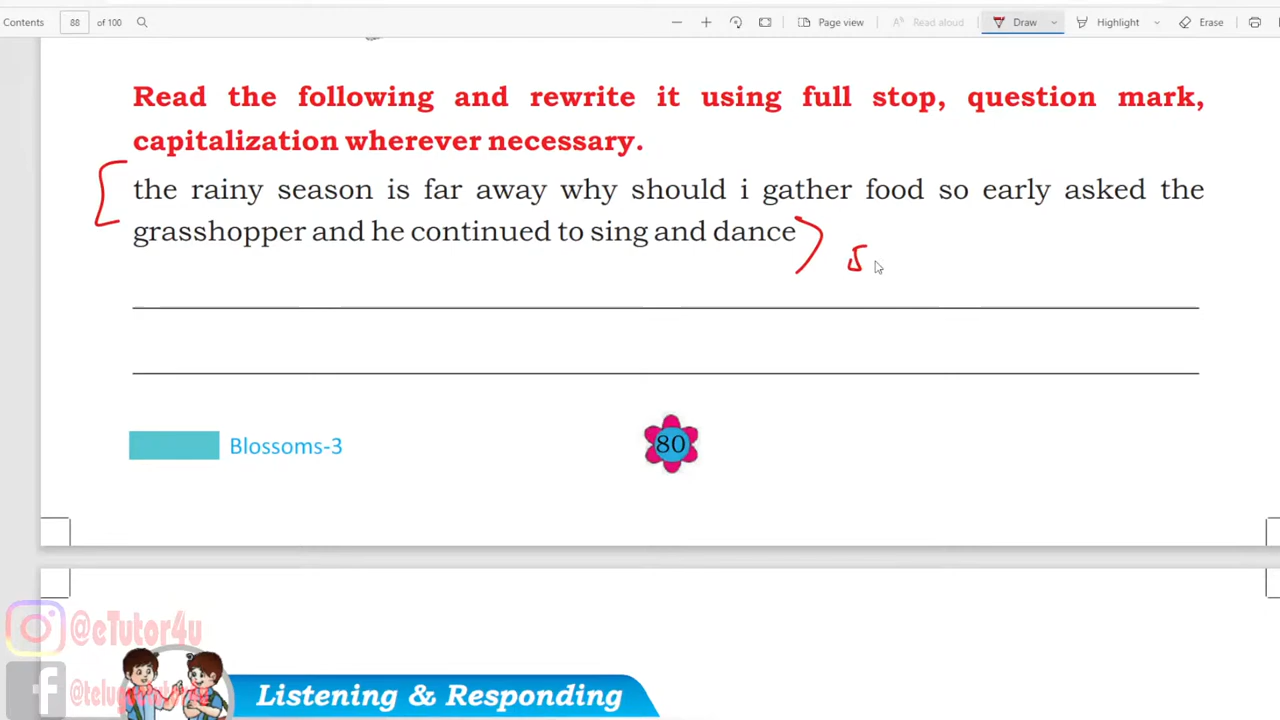 Contents 88 of 100 Page view Read aloud Draw Highlight Erase
Read the following and rewrite it using full stop, question mark,
capitalization wherever necessary.
the rainy season is far away why should i gather food so early asked the
grasshopper and he continued to sing and dance
Blossoms-3 80
@eTutor4u
Listening & Responding